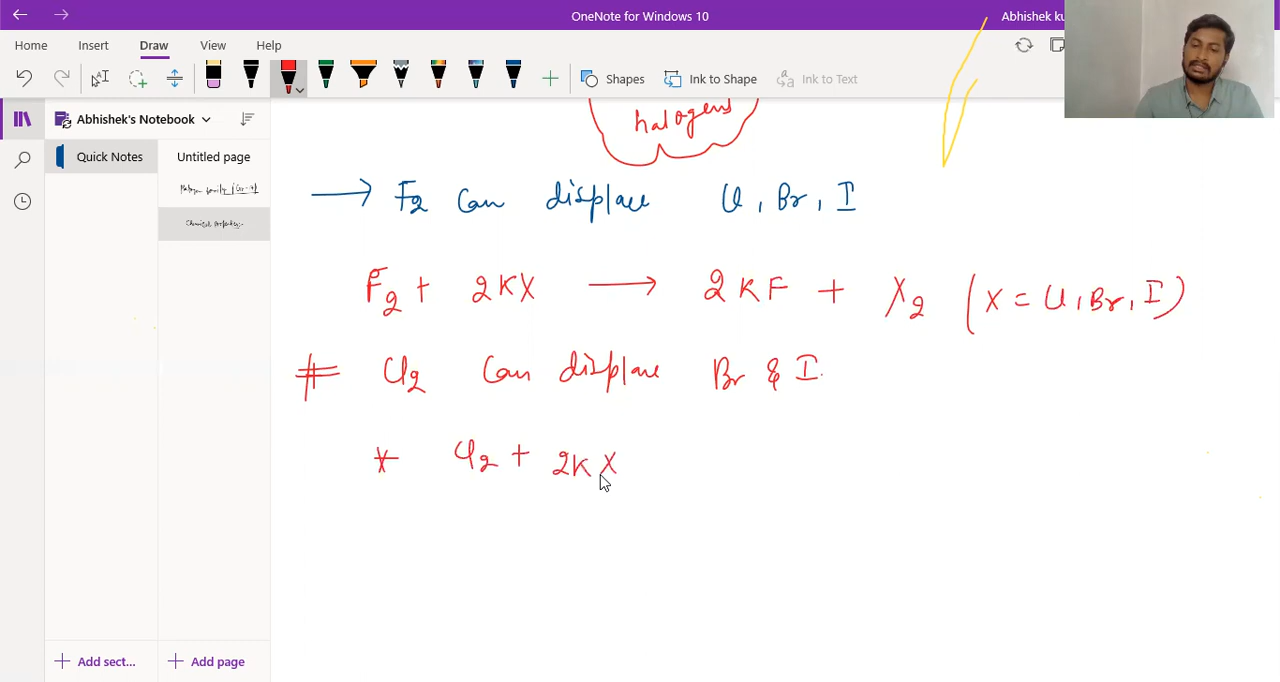 OneNote for Windows 10
Abhishek ku
Home Insert Draw View Help
Shapes Ink to Shape Ink to Text
Abhishek's Notebook
Quick Notes
Untitled page
Chemical Properties:-
halogens
→ F2 Can displace Cl, Br, I
F2 + 2KX → 2KF + X2 (X = Cl, Br, I)
# Cl2 Can displace Br & I.
* Cl2 + 2KX
+ Add sect... + Add page